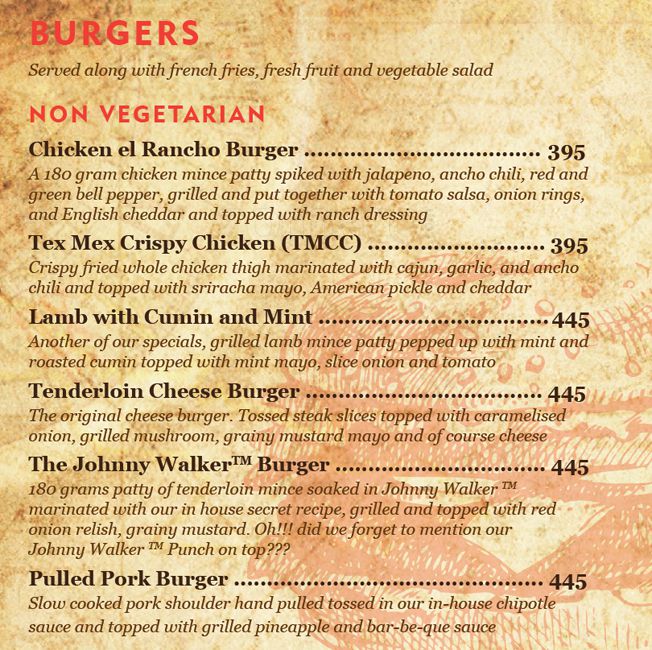 BURGERS
Served along with french fries, fresh fruit and vegetable salad
NON VEGETARIAN
Chicken el Rancho Burger ................................ 395
A 180 gram chicken mince patty spiked with jalapeno, ancho chili, red and
green bell pepper, grilled and put together with tomato salsa, onion rings,
and English cheddar and topped with ranch dressing
Tex Mex Crispy Chicken (TMCC) ........................ 395
Crispy fried whole chicken thigh marinated with cajun, garlic, and ancho
chili and topped with sriracha mayo, American pickle and cheddar
Lamb with Cumin and Mint ............................... 445
Another of our specials, grilled lamb mince patty pepped up with mint and
roasted cumin topped with mint mayo, slice onion and tomato
Tenderloin Cheese Burger ................................ 445
The original cheese burger. Tossed steak slices topped with caramelised
onion, grilled mushroom, grainy mustard mayo and of course cheese
The Johnny Walker™ Burger ............................ 445
180 grams patty of tenderloin mince soaked in Johnny Walker ™
marinated with our in house secret recipe, grilled and topped with red
onion relish, grainy mustard. Oh!!! did we forget to mention our
Johnny Walker ™ Punch on top???
Pulled Pork Burger .......................................... 445
Slow cooked pork shoulder hand pulled tossed in our in-house chipotle
sauce and topped with grilled pineapple and bar-be-que sauce